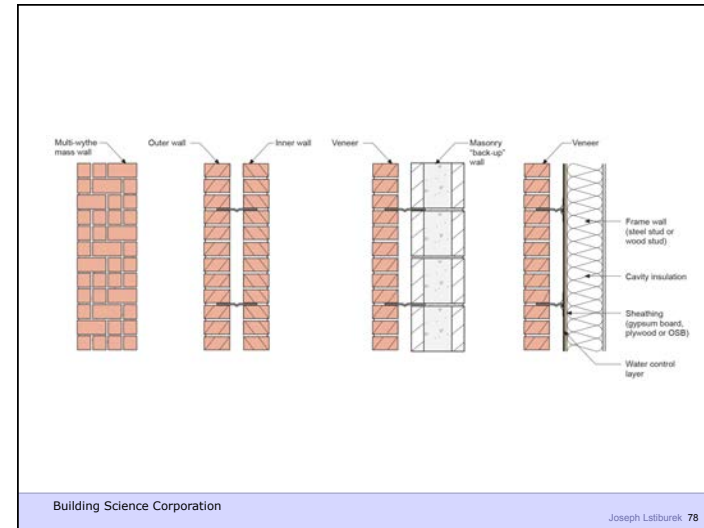 Multi-wythe
mass wall
Outer wall
Inner wall
Veneer
Masonry
"back-up"
wall
Veneer
Frame wall
(steel stud or
wood stud)
Cavity insulation
Sheathing
(gypsum board,
plywood or OSB)
Water control
layer
Building Science Corporation
Joseph Lstiburek 78